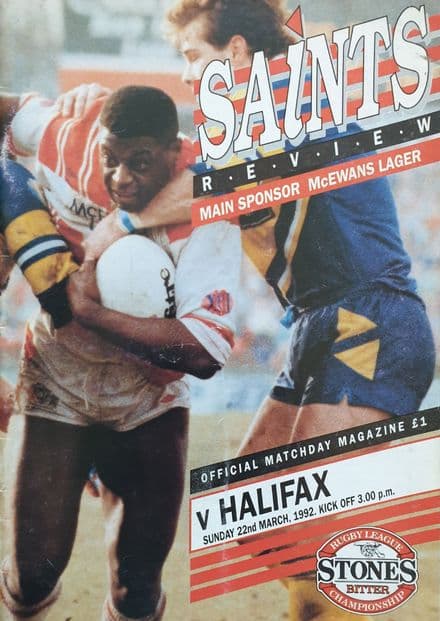 SAiNTS
R·E·V·I·E·W
MAIN SPONSOR McEWANS LAGER
OFFICIAL MATCHDAY MAGAZINE £1
v HALIFAX
SUNDAY 22nd MARCH, 1992. KICK OFF 3.00 p.m.
RUGBY LEAGUE
STONES
BITTER
CHAMPIONSHIP